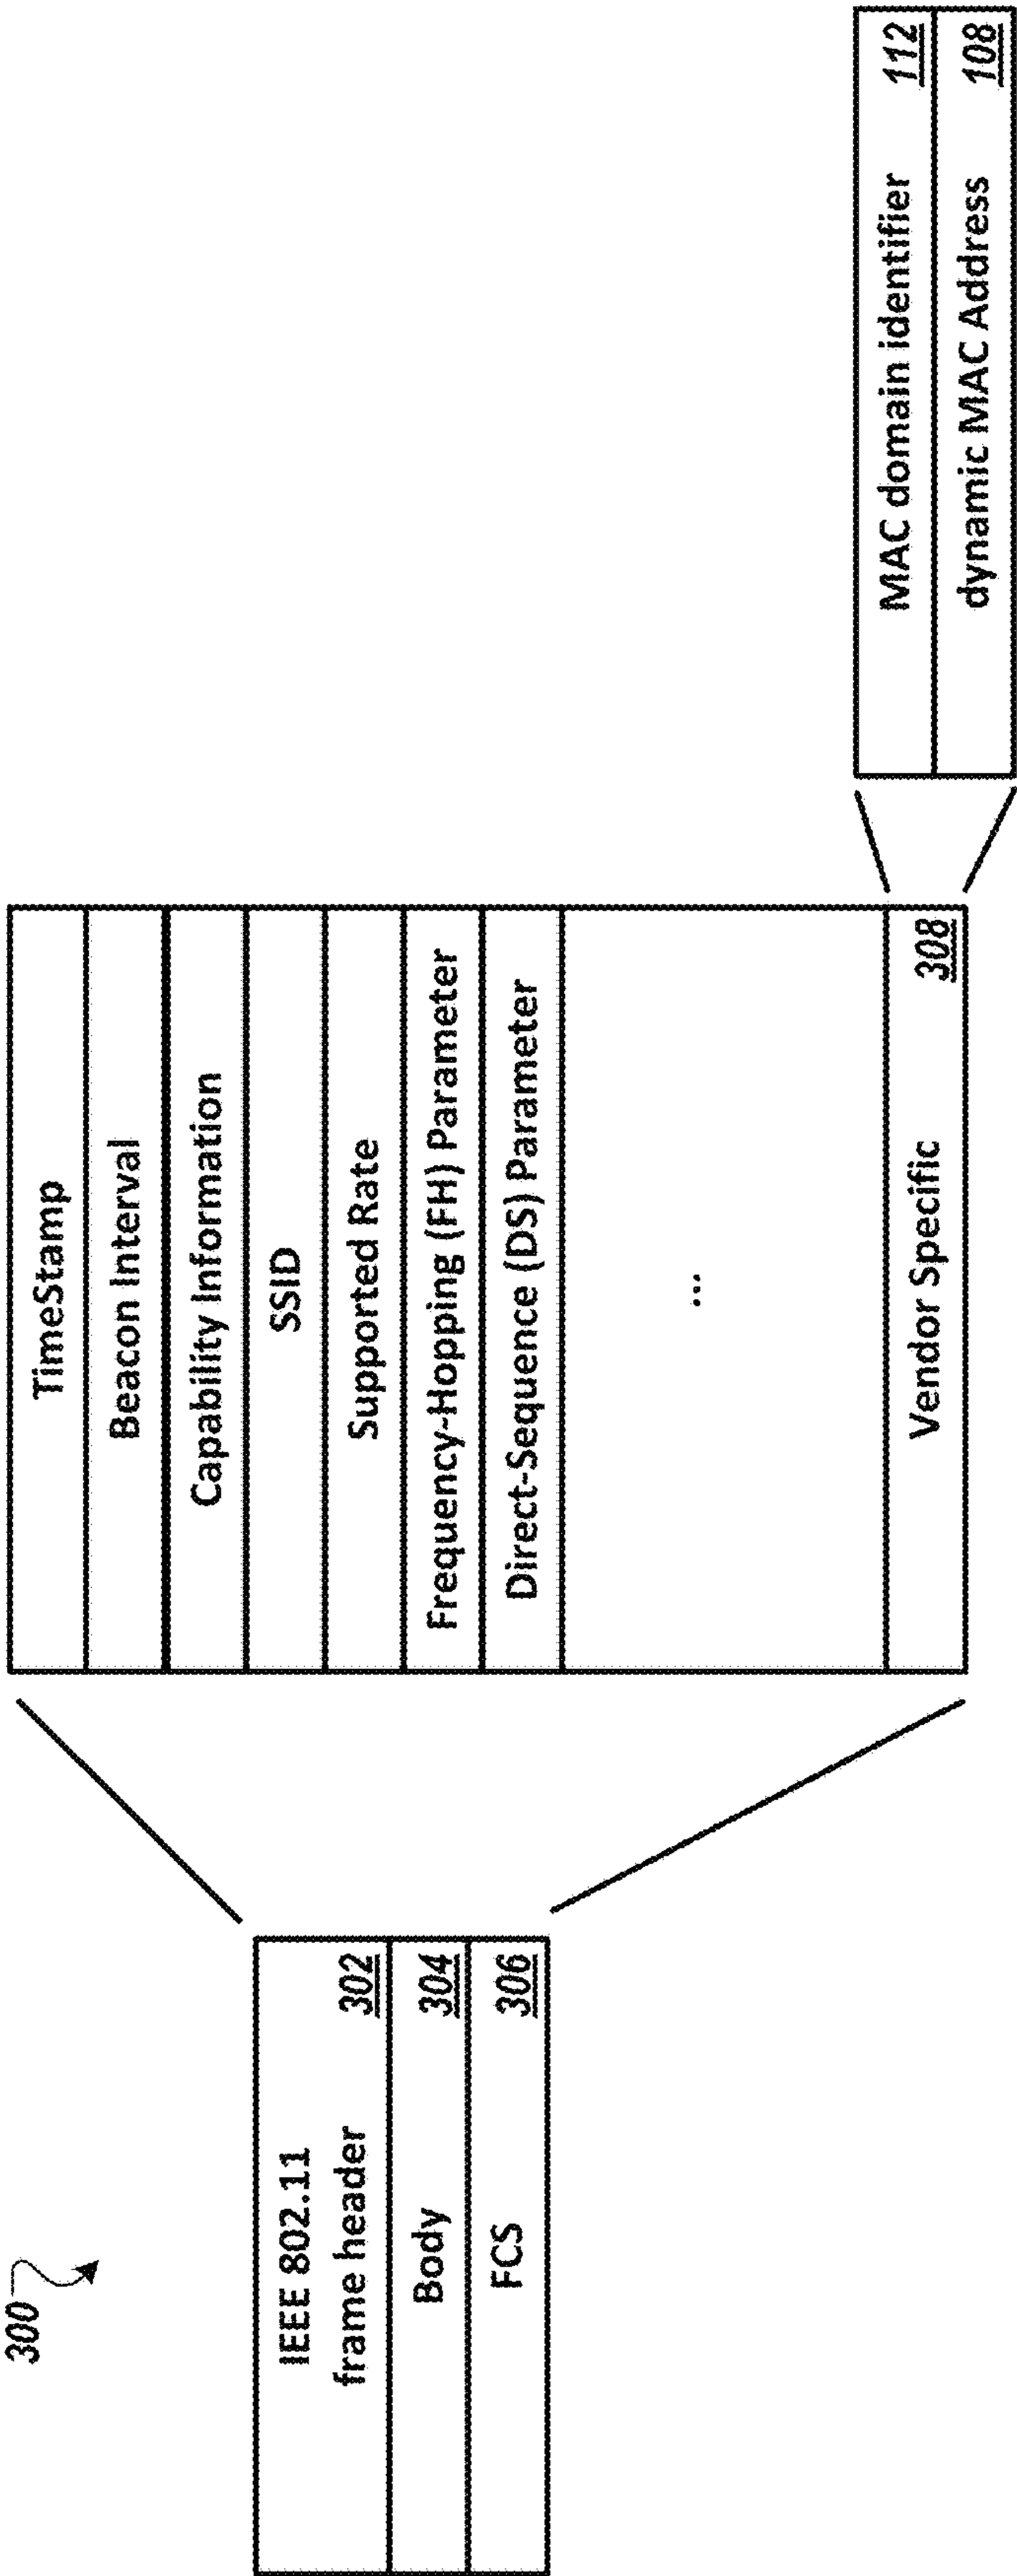 300
IEEE 802.11
frame header 302
Body 304
FCS 306
TimeStamp
Beacon Interval
Capability Information
SSID
Supported Rate
Frequency-Hopping (FH) Parameter
Direct-Sequence (DS) Parameter
...
Vendor Specific 308
MAC domain identifier 112
dynamic MAC Address 108